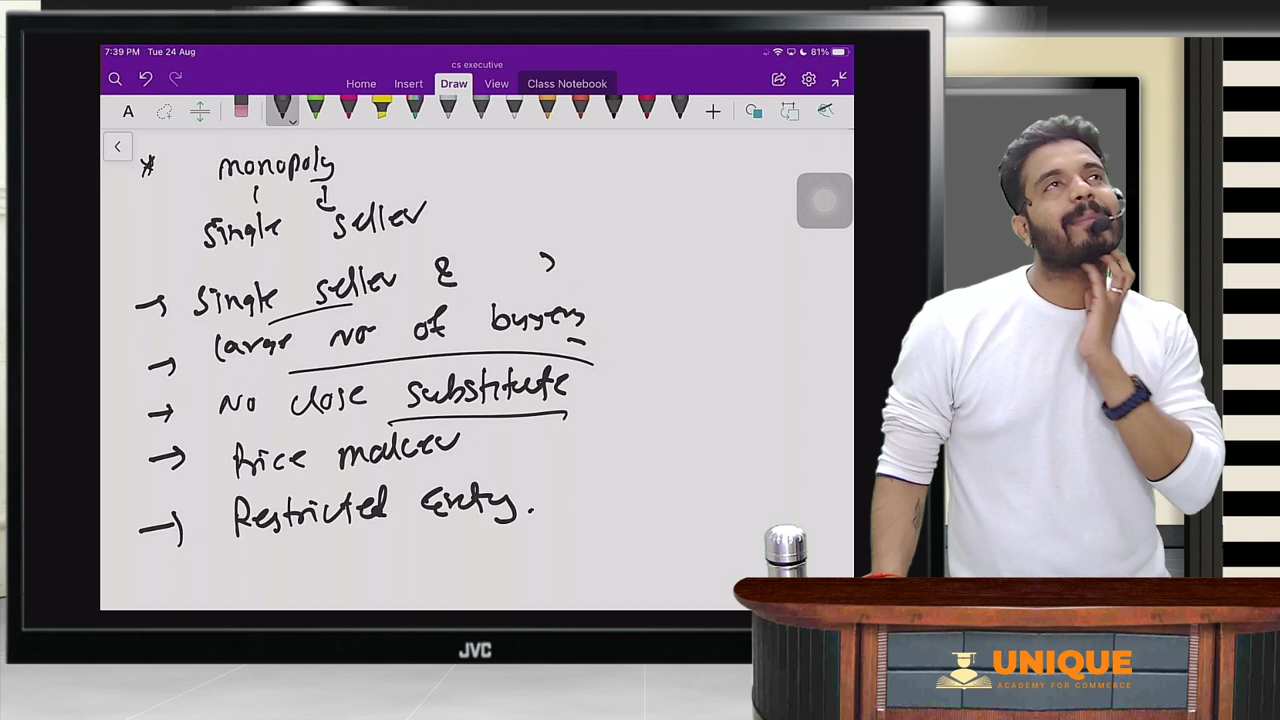 7:39 PM Tue 24 Aug
81%
cs executive
Home Insert Draw View Class Notebook
A
* monopoly
single seller
→ single seller &
→ large no of buyers
→ No close substitute
→ Price maker
→ Restricted Entry.
JVC
UNIQUE
ACADEMY FOR COMMERCE